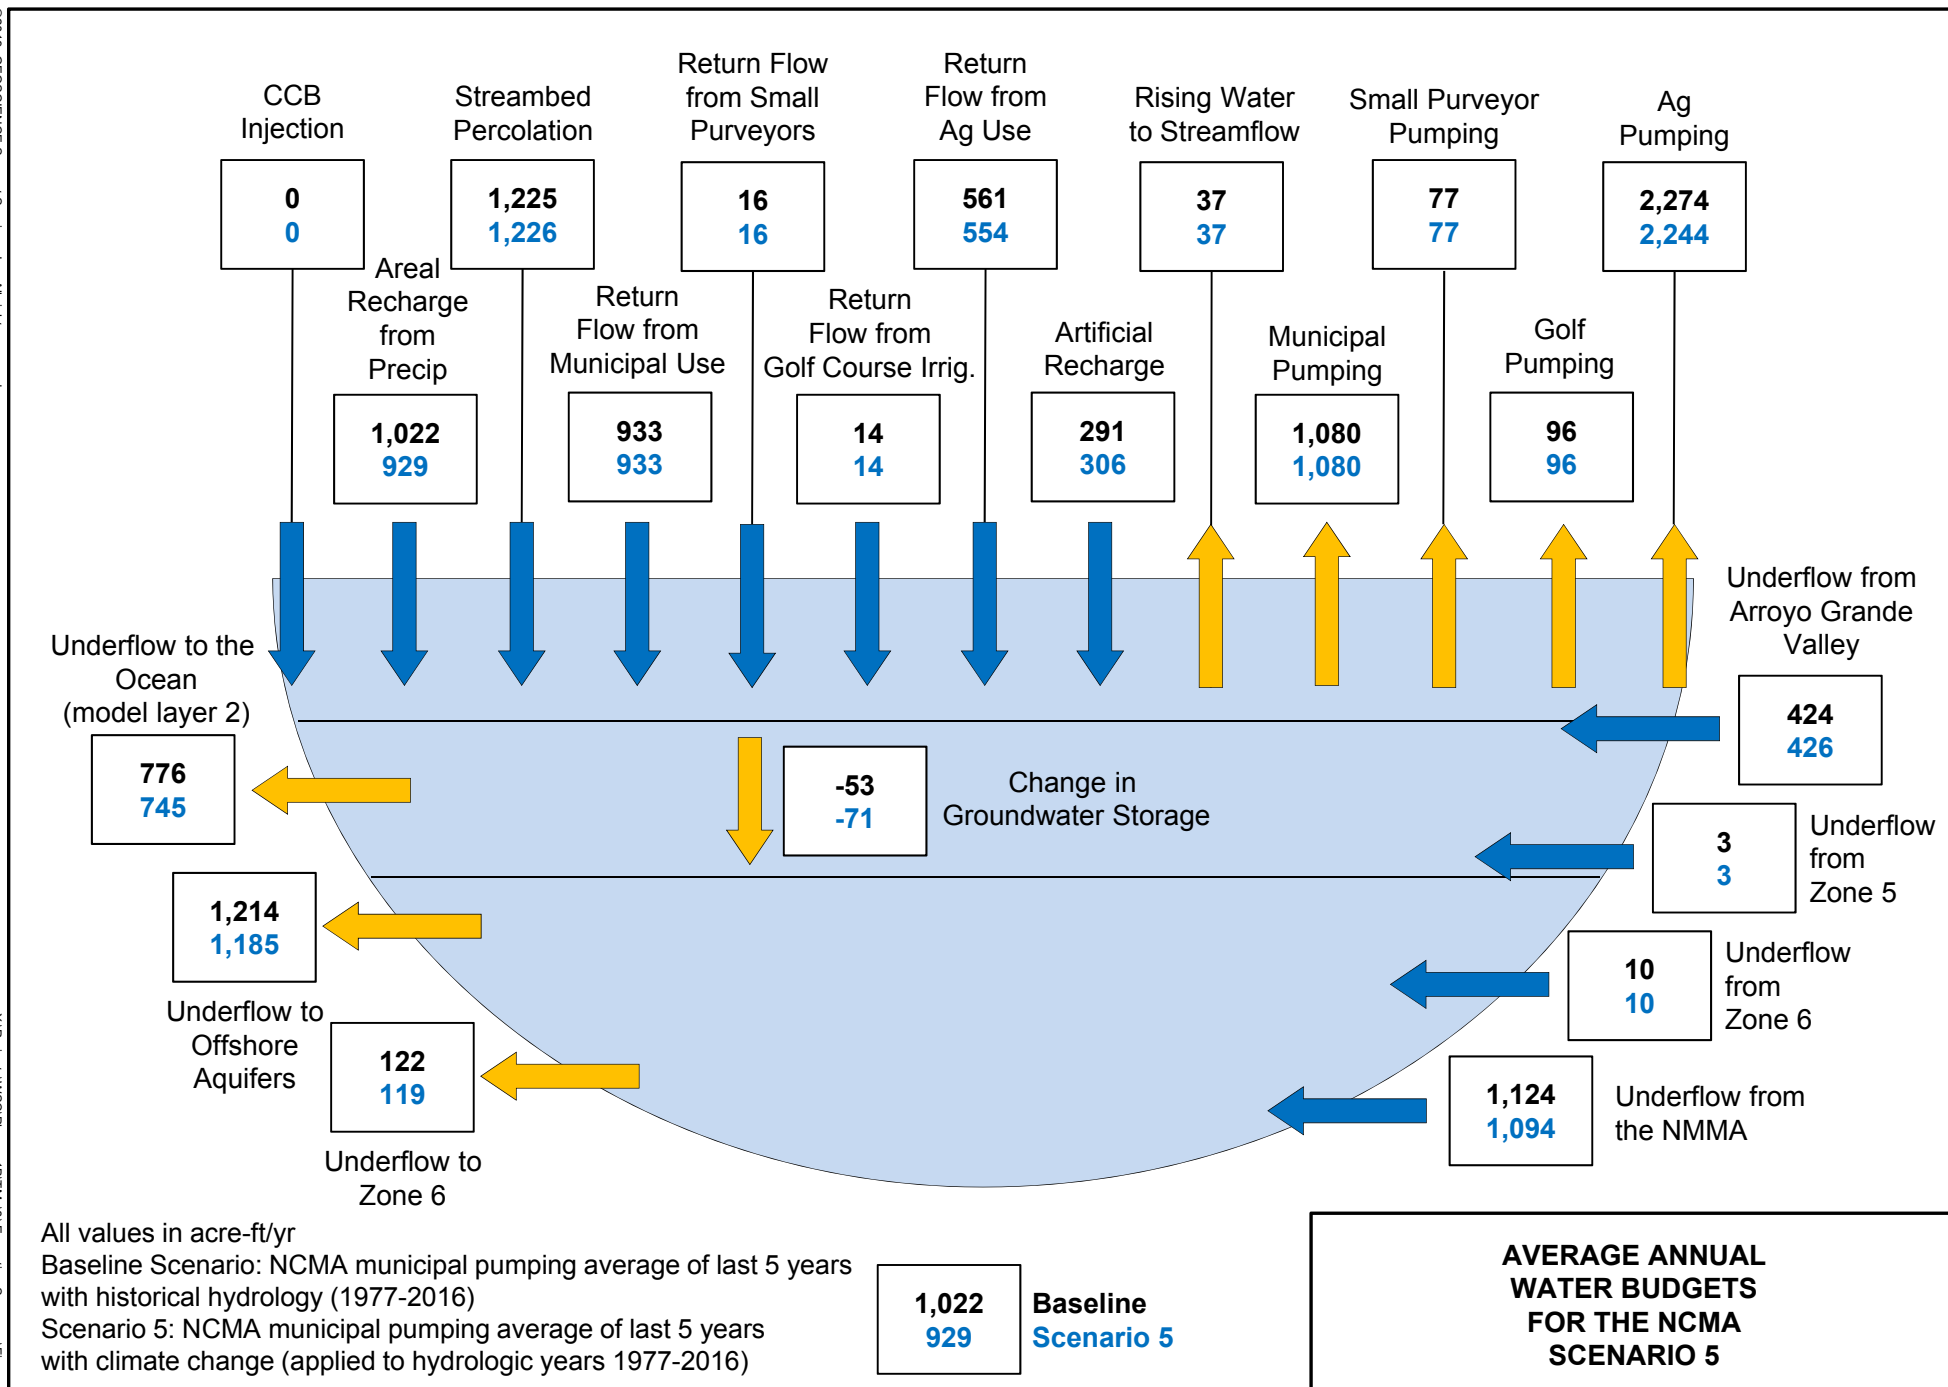 CCB
Injection
0
0
Streambed
Percolation
1,225
1,226
Return Flow
from Small
Purveyors
16
16
Return
Flow from
Ag Use
561
554
Rising Water
to Streamflow
37
37
Small Purveyor
Pumping
77
77
Ag
Pumping
2,274
2,244
Areal
Recharge
from
Precip
1,022
929
Return
Flow from
Municipal Use
933
933
Return
Flow from
Golf Course Irrig.
14
14
Artificial
Recharge
291
306
Municipal
Pumping
1,080
1,080
Golf
Pumping
96
96
Underflow from
Arroyo Grande
Valley
424
426
Underflow to the
Ocean
(model layer 2)
776
745
-53
-71
Change in
Groundwater Storage
3
3
Underflow
from
Zone 5
1,214
1,185
Underflow to
Offshore
Aquifers
10
10
Underflow
from
Zone 6
122
119
Underflow to
Zone 6
1,124
1,094
Underflow from
the NMMA
All values in acre-ft/yr
Baseline Scenario: NCMA municipal pumping average of last 5 years
with historical hydrology (1977-2016)
Scenario 5: NCMA municipal pumping average of last 5 years
with climate change (applied to hydrologic years 1977-2016)
1,022
929
Baseline
Scenario 5
AVERAGE ANNUAL
WATER BUDGETS
FOR THE NCMA
SCENARIO 5